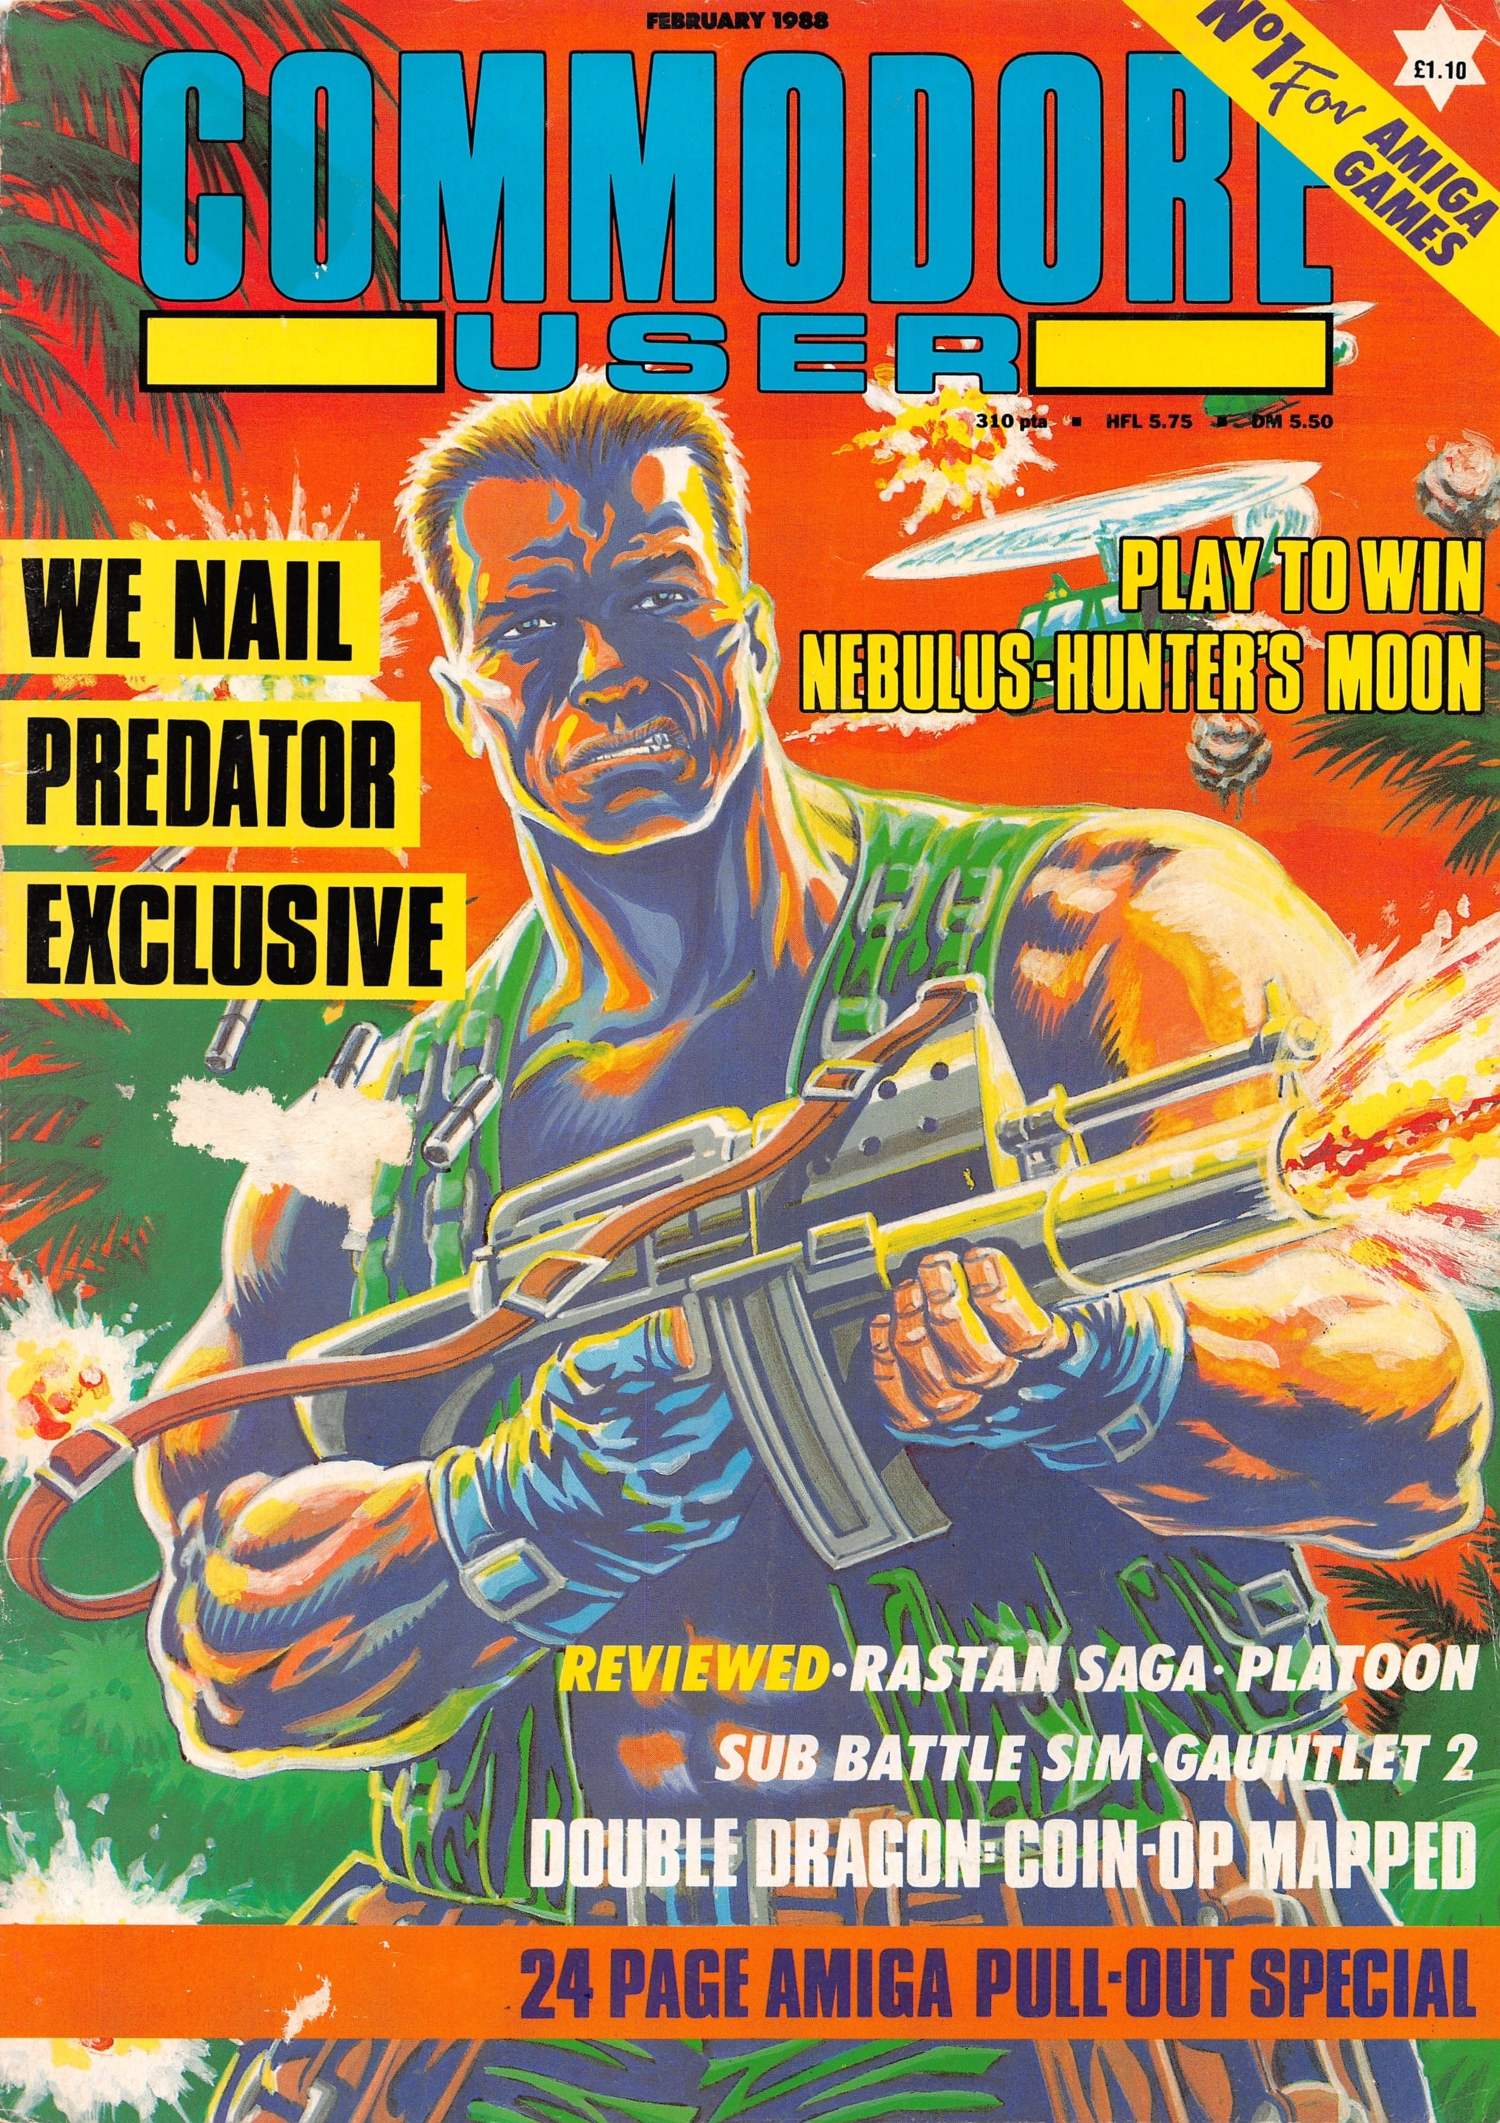 FEBRUARY 1988
COMMODORE
USER
No1 For AMIGA
GAMES
£1.10
310 pta ▪ HFL 5.75 ▪ DM 5.50
WE NAIL
PREDATOR
EXCLUSIVE
PLAY TO WIN
NEBULUS·HUNTER'S MOON
REVIEWED·RASTAN SAGA·PLATOON
SUB BATTLE SIM·GAUNTLET 2
DOUBLE DRAGON: COIN-OP MAPPED
24 PAGE AMIGA PULL-OUT SPECIAL